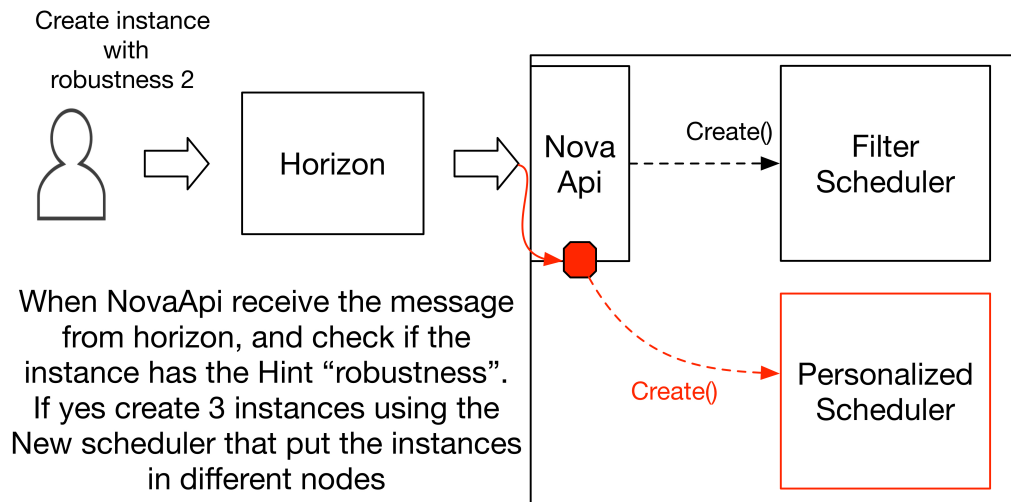 Create instance
with
robustness 2
Horizon
Nova
Api
Create()
Filter
Scheduler
When NovaApi receive the message
from horizon, and check if the
instance has the Hint “robustness”.
If yes create 3 instances using the
New scheduler that put the instances
in different nodes
Create()
Personalized
Scheduler